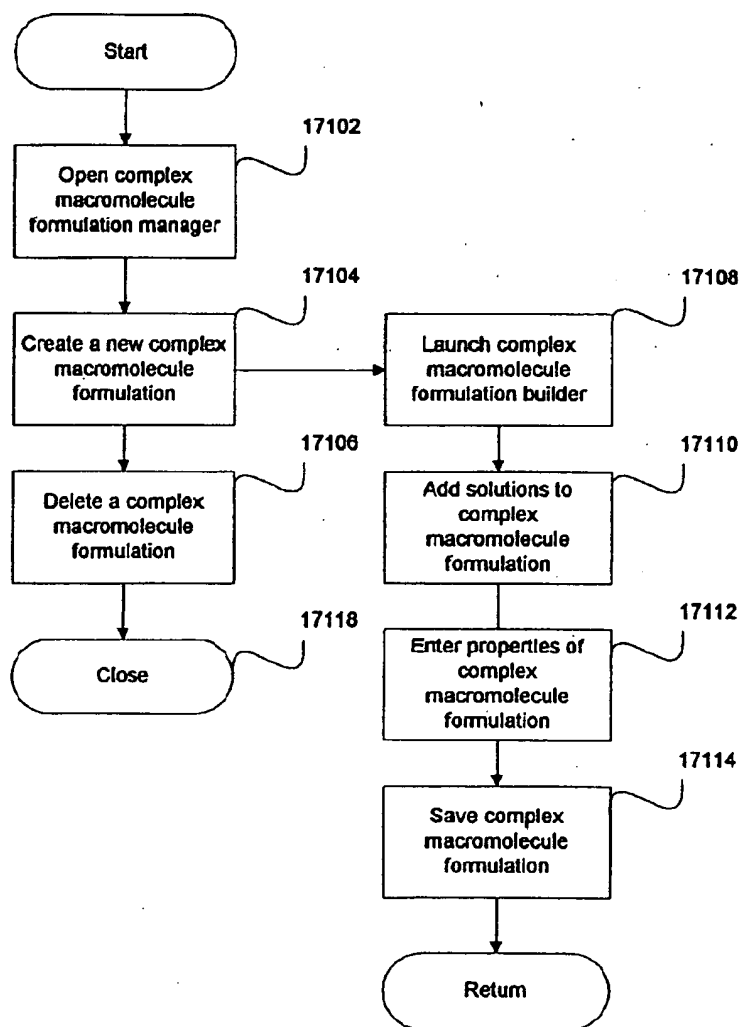 Start
17102
Open complex
macromolecule
formulation manager
17104
Create a new complex
macromolecule
formulation
17106
Delete a complex
macromolecule
formulation
17118
Close
17108
Launch complex
macromolecule
formulation builder
17110
Add solutions to
complex
macromolecule
formulation
17112
Enter properties of
complex
macromolecule
formulation
17114
Save complex
macromolecule
formulation
Return